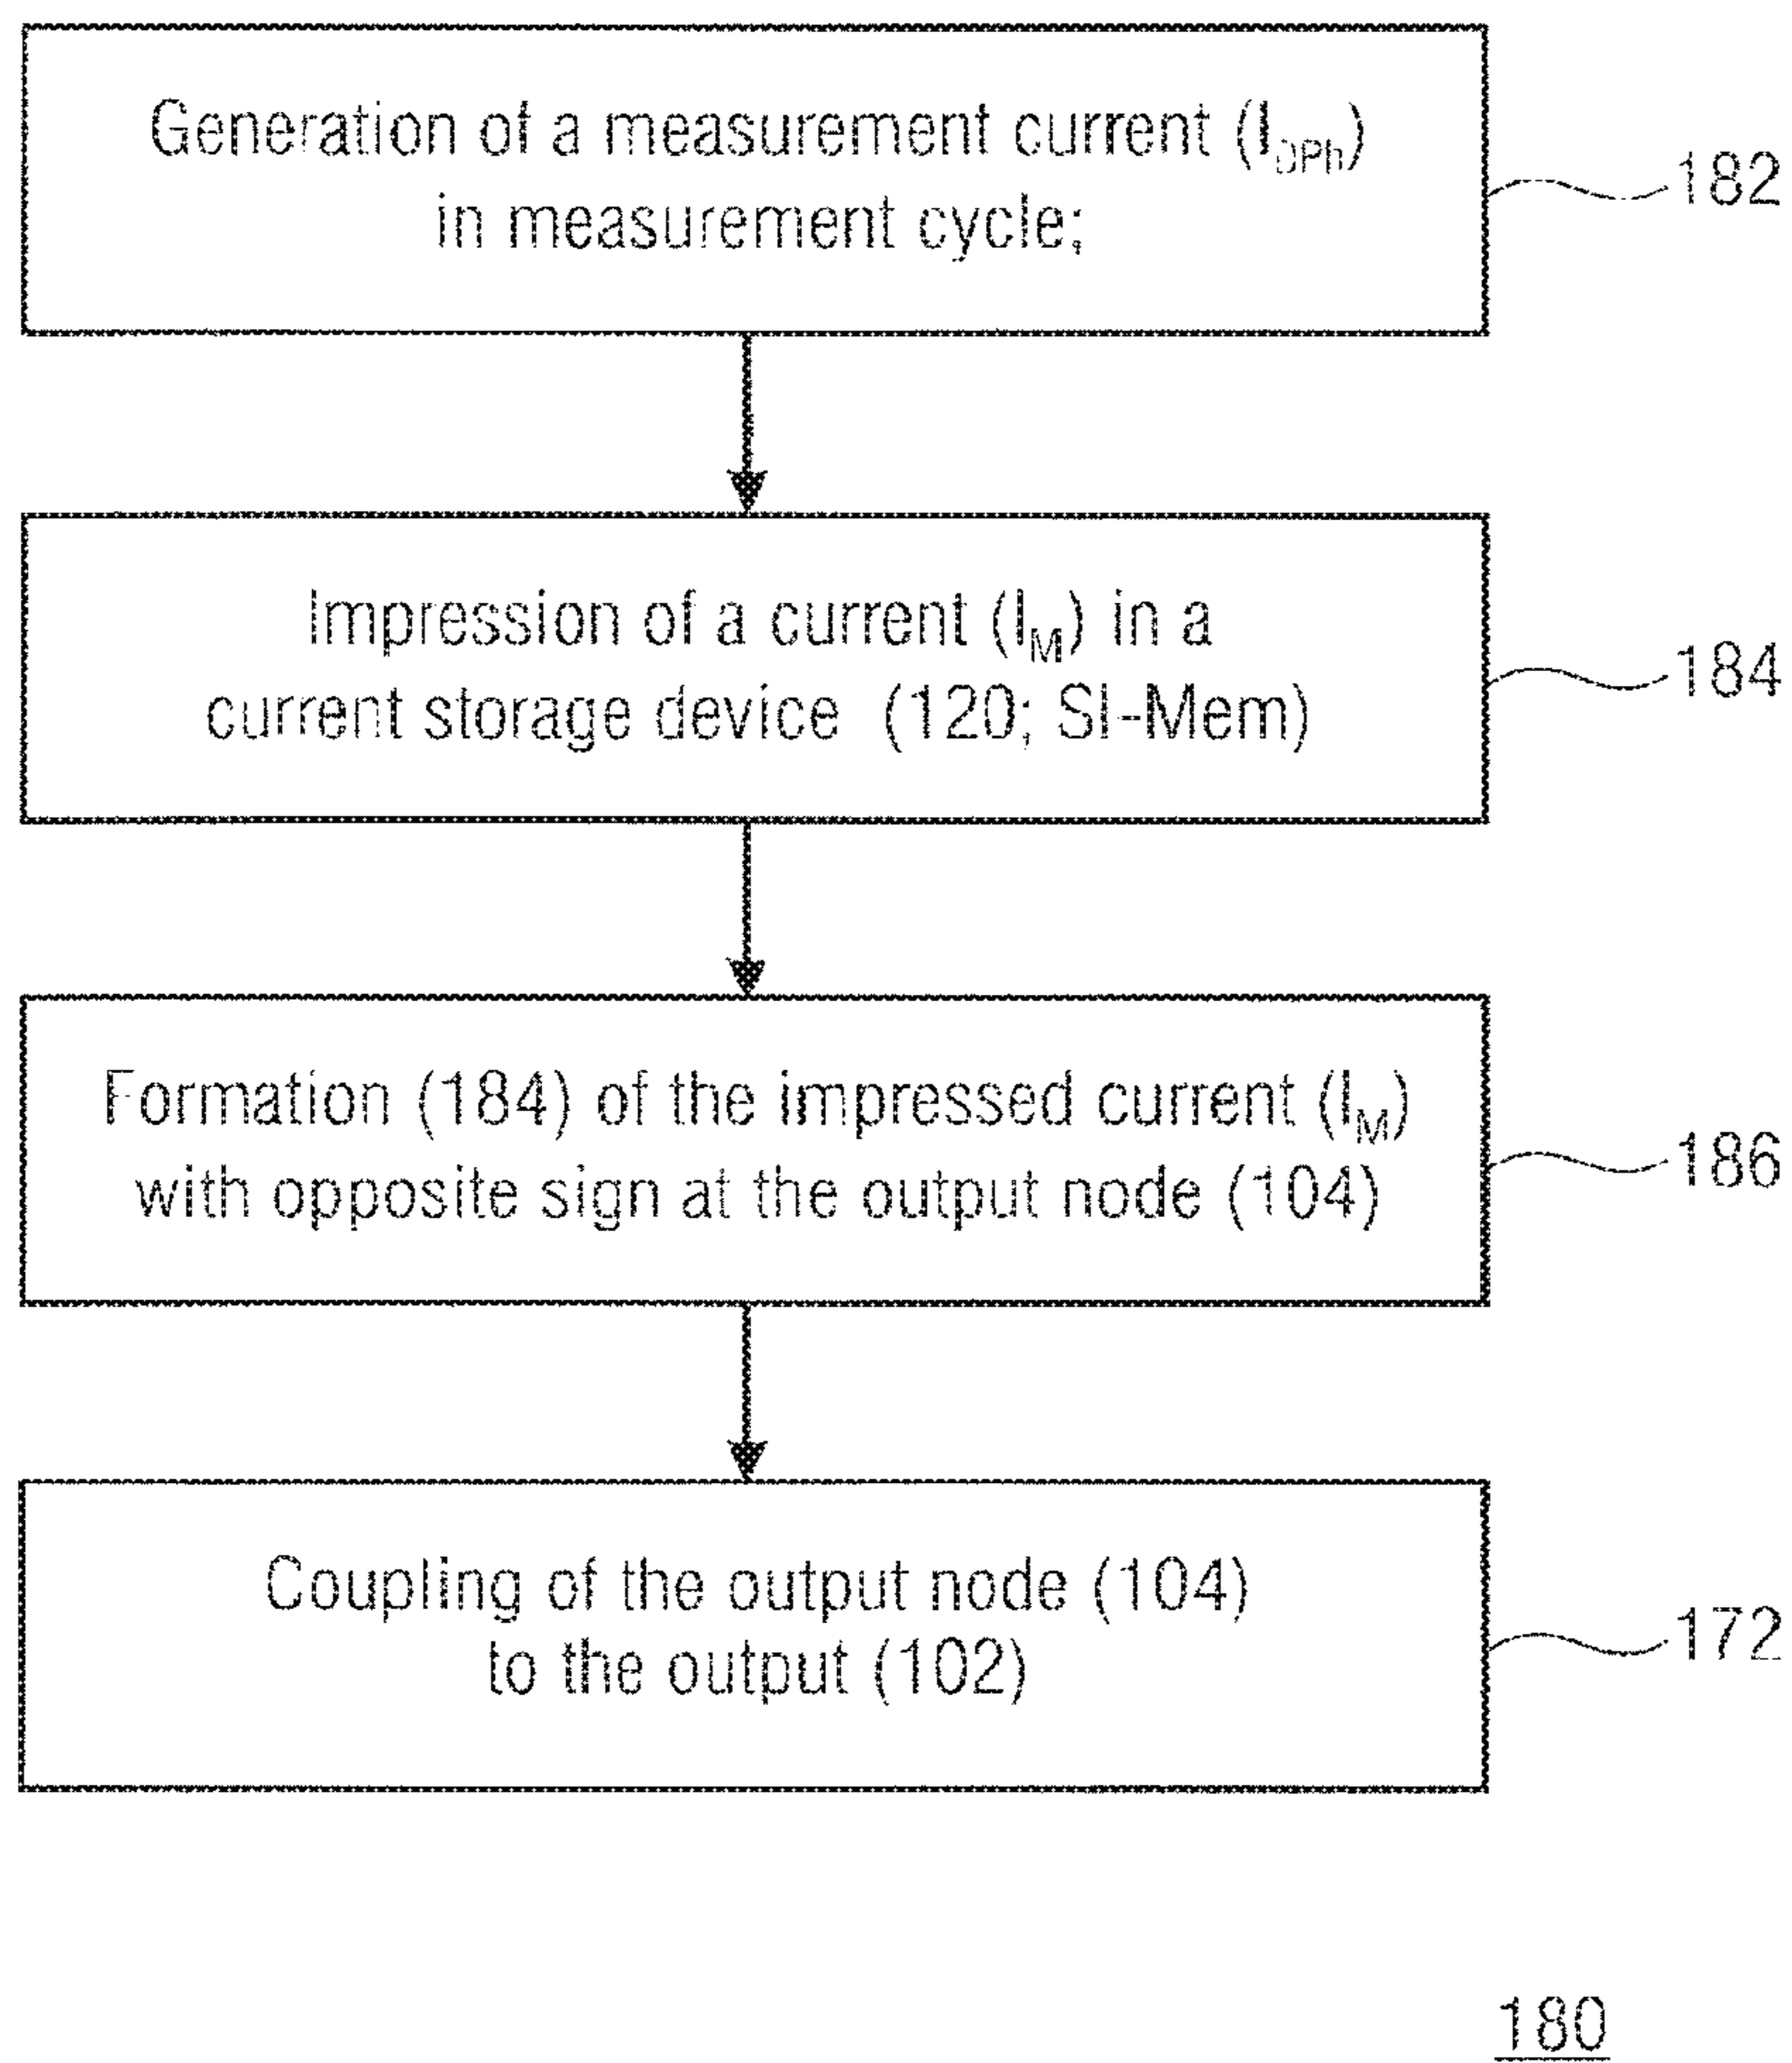 Generation of a measurement current (I_DPh)
in measurement cycle;
182
Impression of a current (I_M) in a
current storage device (120; SI-Mem)
184
Formation (184) of the impressed current (I_M)
with opposite sign at the output node (104)
186
Coupling of the output node (104)
to the output (102)
172
180